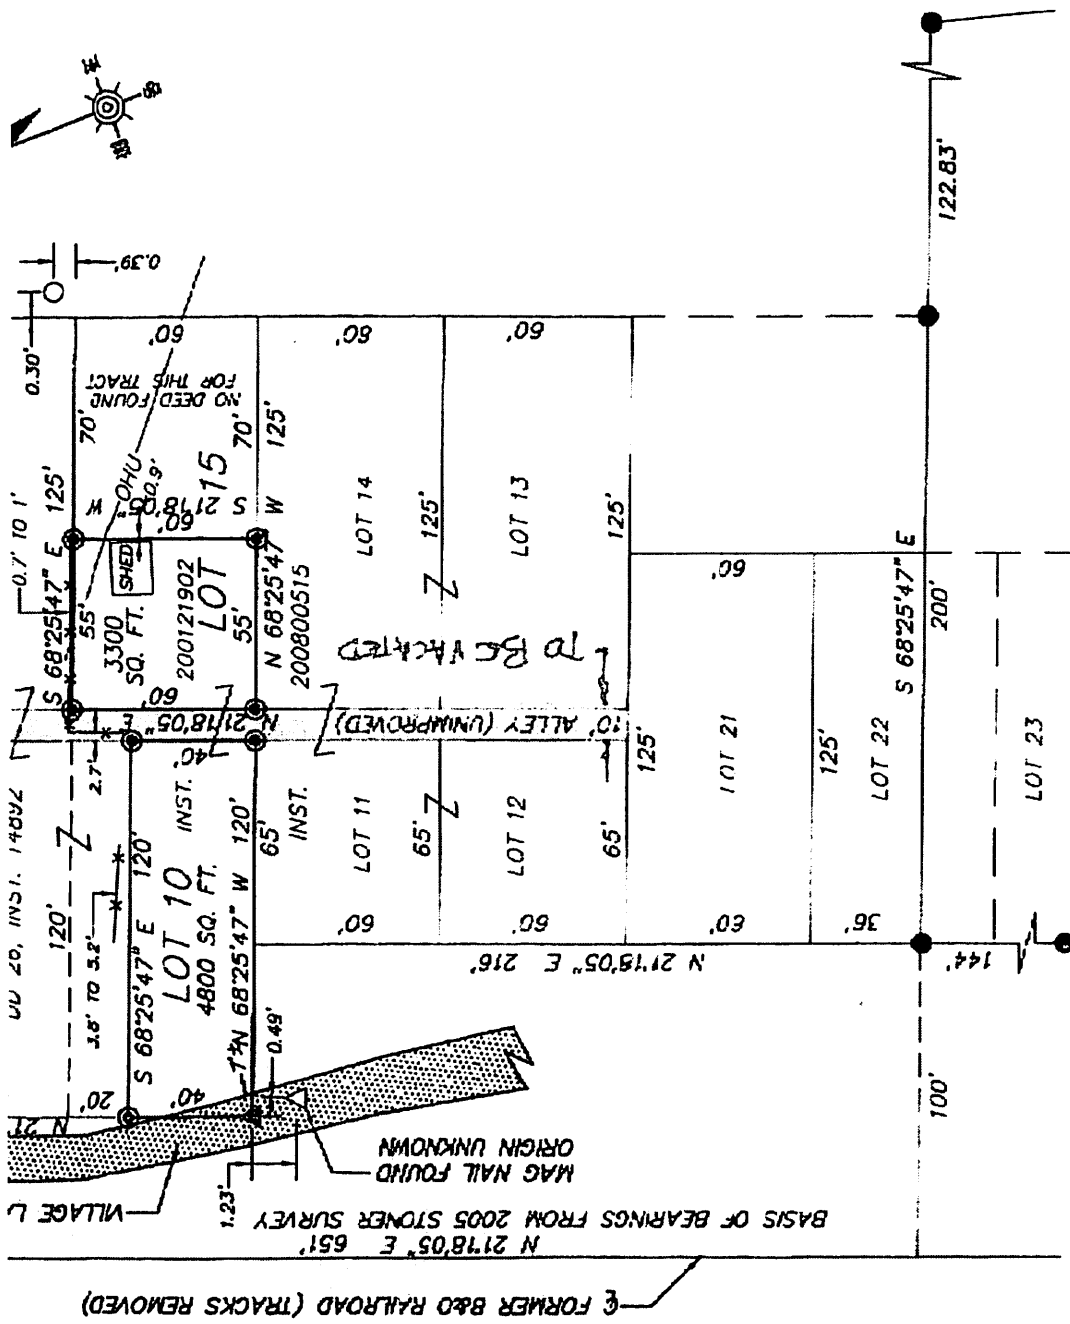 122.83'
0.39'
0.30'
60'
60'
60'
NO DEED FOUND
FOR THIS TRACT
70'
70'
125'
125'
0.7' TO 1'
OHU
0.9'
S 21°18'05" W
60'
SHED
S 68°25'47" E
55'
3300
SQ. FT.
200121902
LOT 15
55'
N 68°25'47" W
200800515
LOT 14
125'
LOT 13
125'
60'
S 68°25'47" E
200'
TO BE VACATED
60'
N 21°18'05" E
ALLEY (UNIMPROVED)
10'
40'
2.7'
INST.
INST.
120'
65'
LOT 11
65'
LOT 12
65'
125'
LOT 21
125'
LOT 22
LOT 23
INST. 14892
120'
3.8' TO 5.2'
S 68°25'47" E
120'
LOT 10
4800 SQ. FT.
N 68°25'47" W
60'
60'
60'
36'
144'
N 21°18'05" E 216'
20'
40'
0.49'
100'
N 21
MAG NAIL FOUND
ORIGIN UNKNOWN
1.23'
VILLAGE
BASIS OF BEARINGS FROM 2005 STONER SURVEY
N 21°18'05" E 651'
FORMER B&O RAILROAD (TRACKS REMOVED)